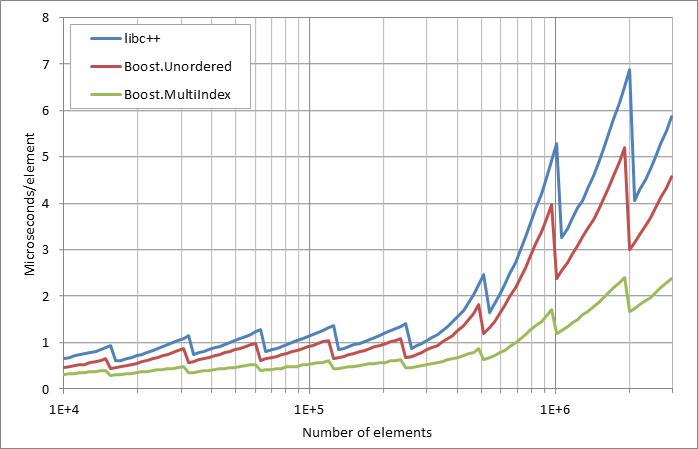 8
7
6
5
4
3
2
1
0
Microseconds/element
libc++
Boost.Unordered
Boost.MultiIndex
1E+4 1E+5 1E+6
Number of elements